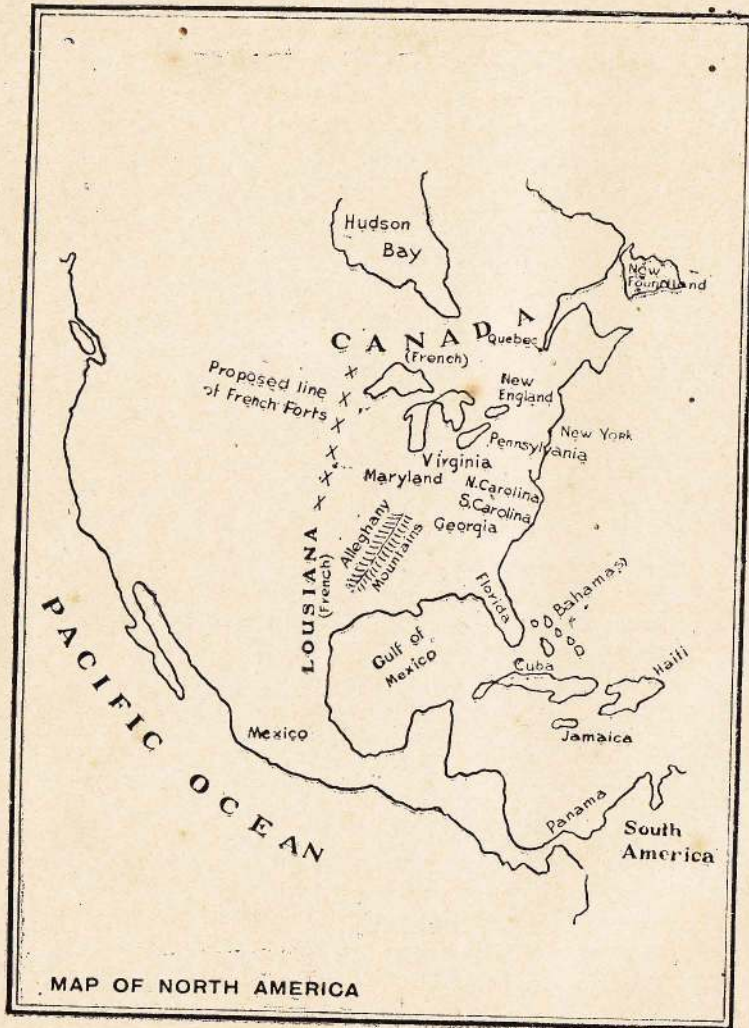 Hudson
Bay
New
Foundland
CANADA
(French)
Quebec
Proposed line
of French Forts
New
England
New York
Pennsylvania
Virginia
Maryland
N. Carolina
S. Carolina
Georgia
Alleghany
Mountains
LOUSIANA
(French)
Florida
Bahamas)
Gulf of
Mexico
Cuba
Haiti
Jamaica
Mexico
PACIFIC OCEAN
Panama
South
America
MAP OF NORTH AMERICA